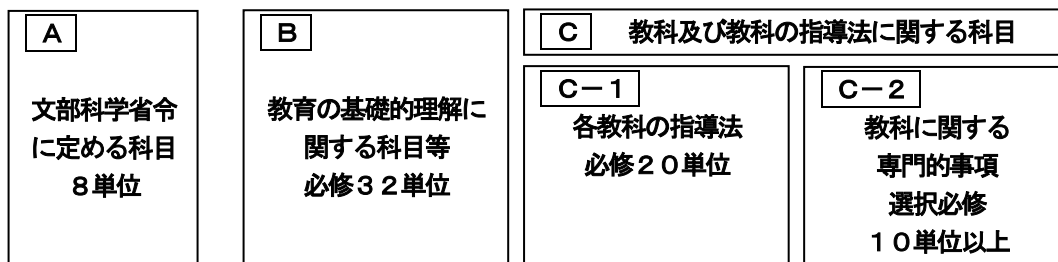 A
文部科学省令
に定める科目
８単位
B
教育の基礎的理解に
関する科目等
必修３２単位
C 教科及び教科の指導法に関する科目
C－１
各教科の指導法
必修２０単位
C－２
教科に関する
専門的事項
選択必修
１０単位以上